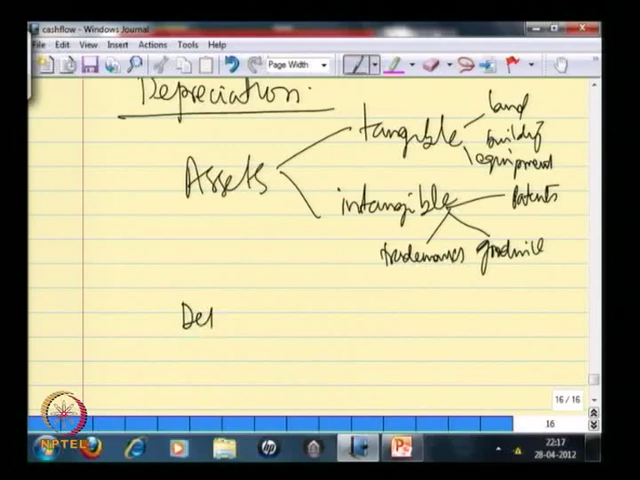 cashflow - Windows Journal
File Edit View Insert Actions Tools Help
Page Width
Depreciation.
Assets
tangible
land
building
equipment
intangible
patents
tradenames goodwill
Del
16 / 16
16
NPTEL
22:17
28-04-2012